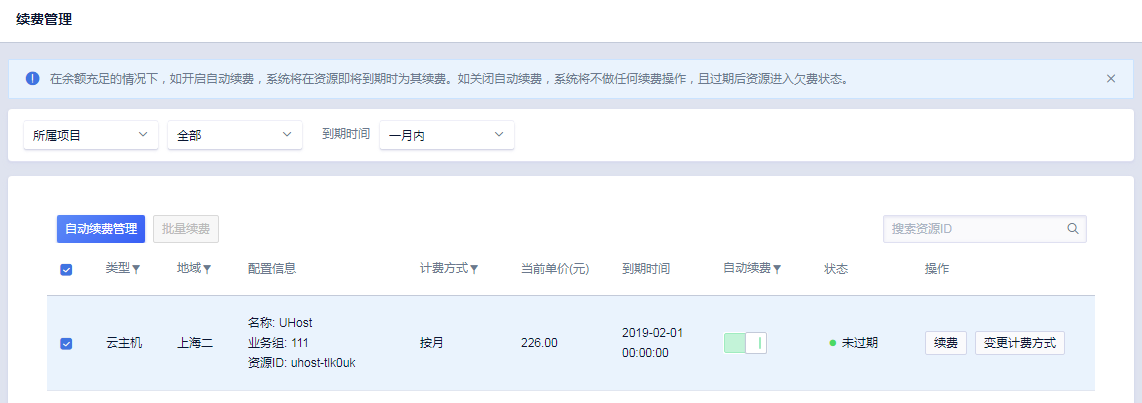 续费管理
在余额充足的情况下，如开启自动续费，系统将在资源即将到期时为其续费。如关闭自动续费，系统将不做任何续费操作，且过期后资源进入欠费状态。
所属项目 全部 到期时间 一月内
自动续费管理 批量续费 搜索资源ID
类型 地域 配置信息 计费方式 当前单价(元) 到期时间 自动续费 状态 操作
名称: UHost
业务组: 111
资源ID: uhost-tlk0uk
云主机 上海二 按月 226.00
2019-02-01
00:00:00
未过期 续费 变更计费方式